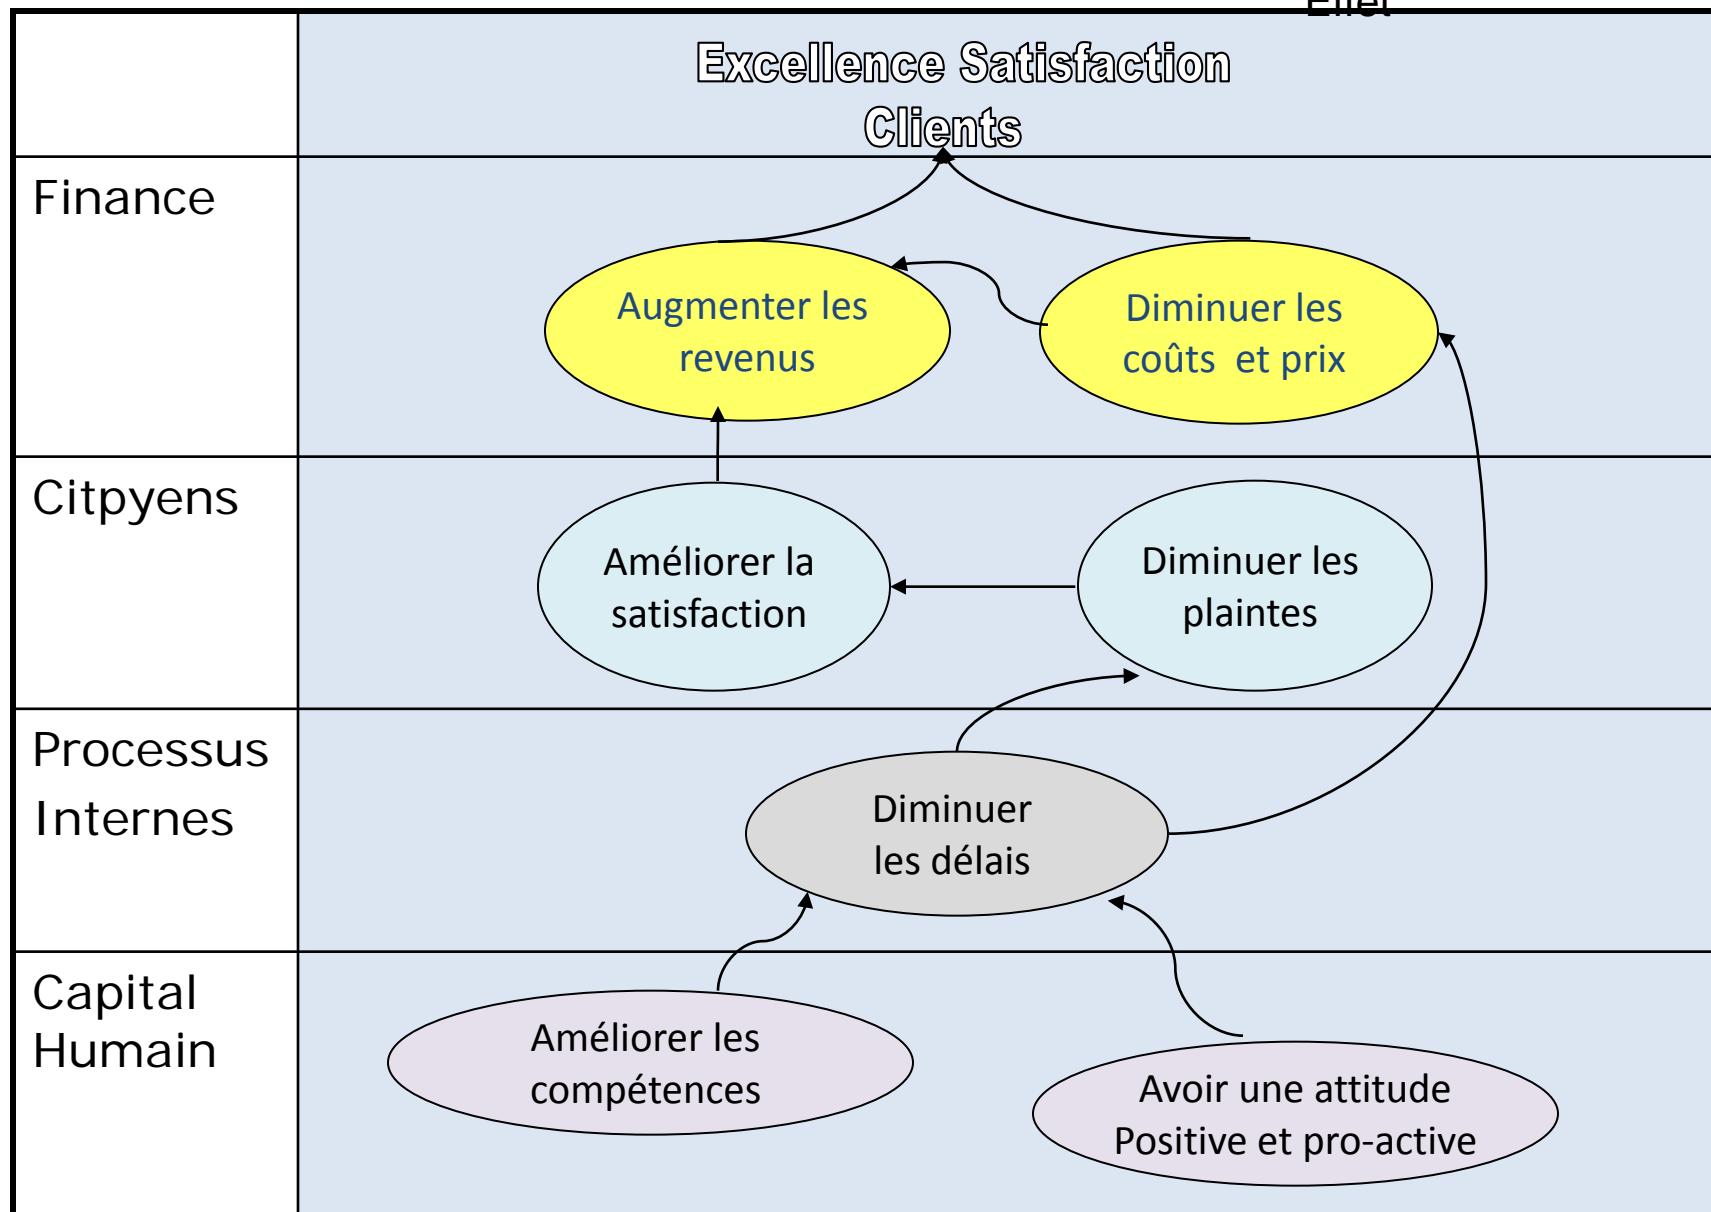 Excellence Satisfaction
Clients
Finance
Augmenter les
revenus
Diminuer les
coûts et prix
Citpyens
Améliorer la
satisfaction
Diminuer les
plaintes
Processus
Internes
Diminuer
les délais
Capital
Humain
Améliorer les
compétences
Avoir une attitude
Positive et pro-active